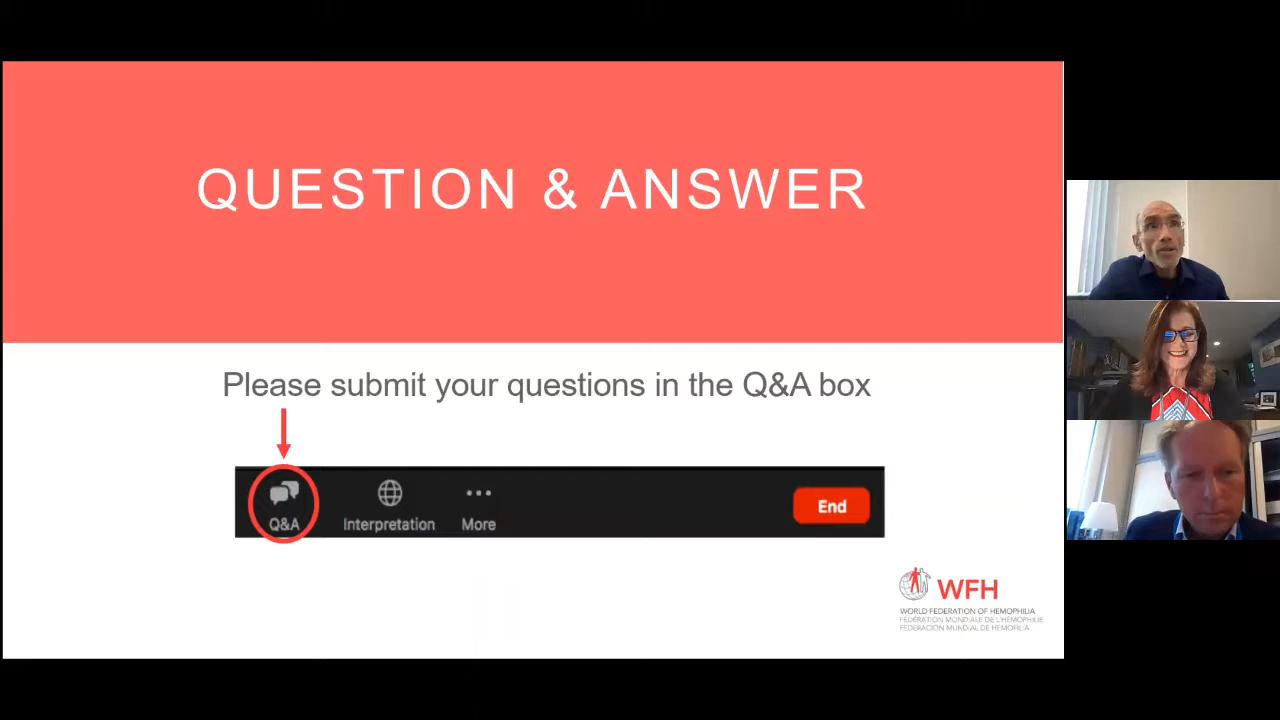 QUESTION & ANSWER
Please submit your questions in the Q&A box
Q&A
Interpretation
More
End
WFH
WORLD FEDERATION OF HEMOPHILIA
FÉDÉRATION MONDIALE DE L'HÉMOPHILIE
FEDERACIÓN MUNDIAL DE HEMOFILIA